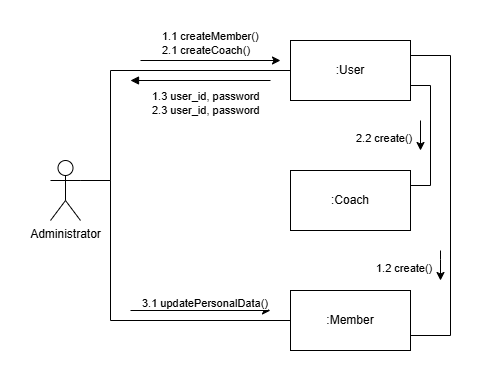 1.1 createMember()
2.1 createCoach()
:User
1.3 user_id, password
2.3 user_id, password
2.2 create()
:Coach
Administrator
1.2 create()
3.1 updatePersonalData()
:Member